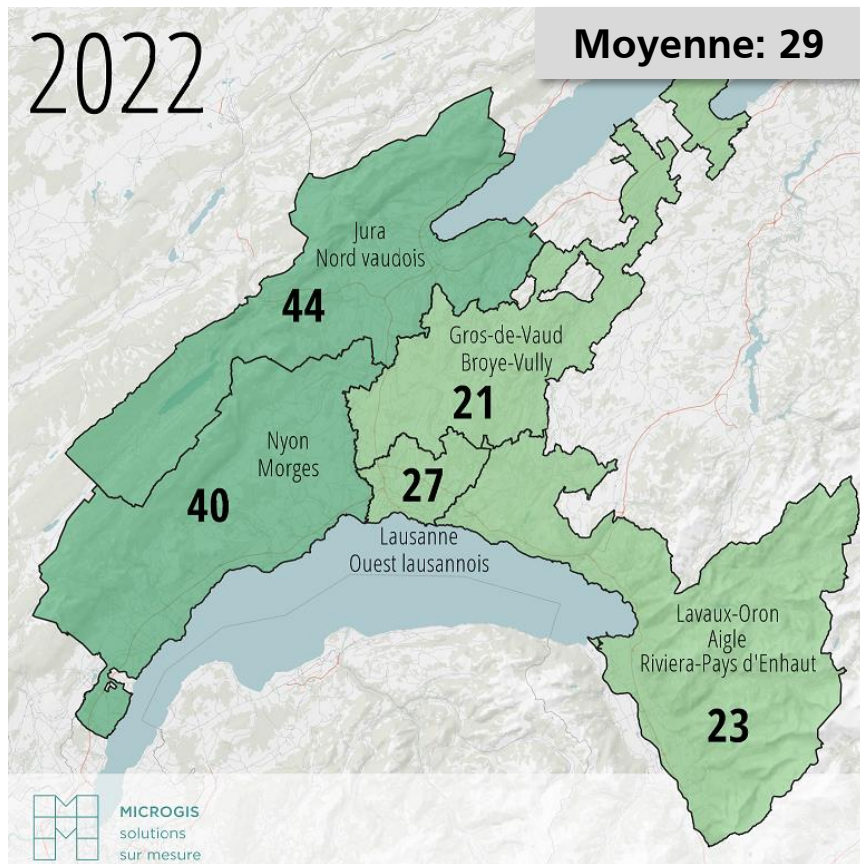 2022
Moyenne: 29
Jura
Nord vaudois
44
Gros-de-Vaud
Broye-Vully
21
Nyon
Morges
40
27
Lausanne
Ouest lausannois
Lavaux-Oron
Aigle
Riviera-Pays d'Enhaut
23
MICROGIS
solutions
sur mesure